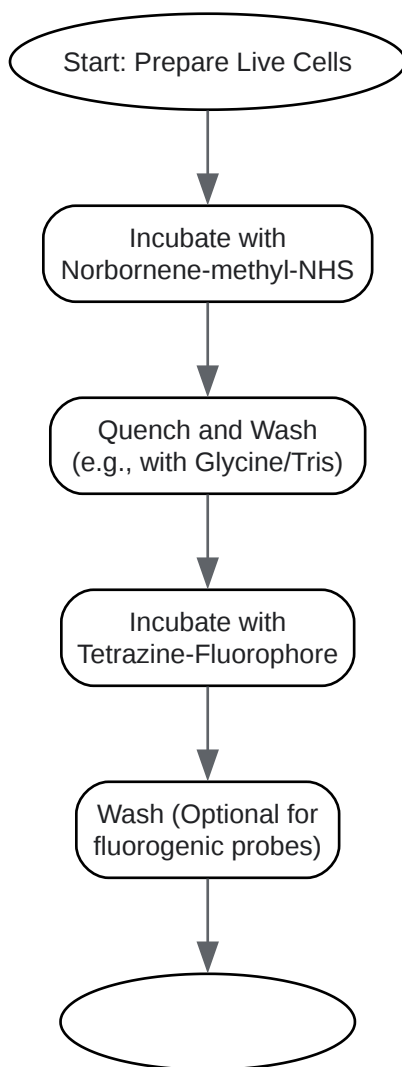 Start: Prepare Live Cells
Incubate with
Norbornene-methyl-NHS
Quench and Wash
(e.g., with Glycine/Tris)
Incubate with
Tetrazine-Fluorophore
Wash (Optional for
fluorogenic probes)